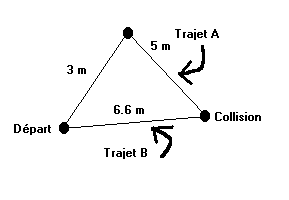 Trajet A
5 m
3 m
6.6 m
Collision
Départ
Trajet B